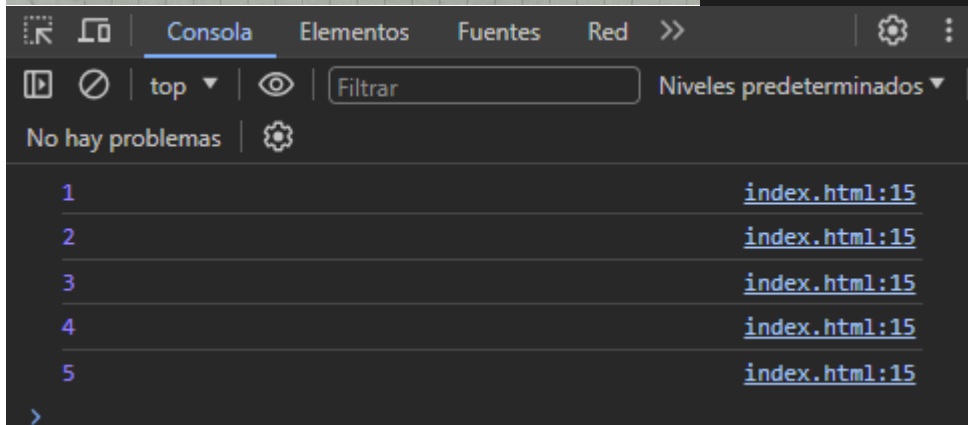 Consola Elementos Fuentes Red
top Filtrar Niveles predeterminados
No hay problemas
1 index.html:15
2 index.html:15
3 index.html:15
4 index.html:15
5 index.html:15